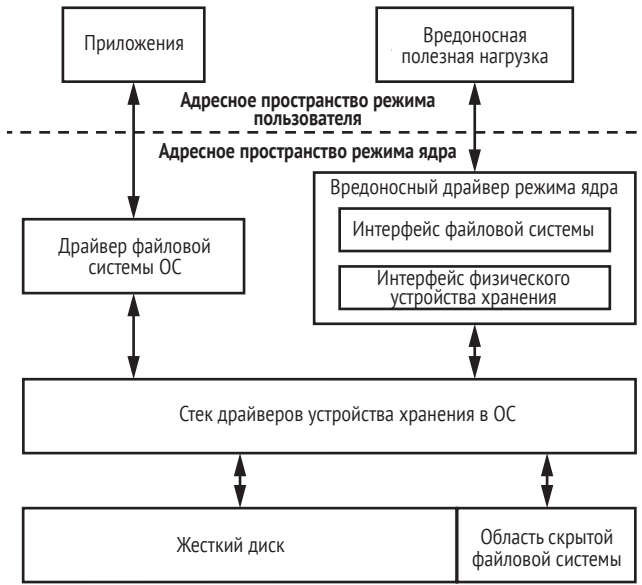 Приложения
Вредоносная
полезная нагрузка
Адресное пространство режима
пользователя
Адресное пространство режима ядра
Драйвер файловой
системы ОС
Вредоносный драйвер режима ядра
Интерфейс файловой системы
Интерфейс физического
устройства хранения
Стек драйверов устройства хранения в ОС
Жесткий диск
Область скрытой
файловой системы